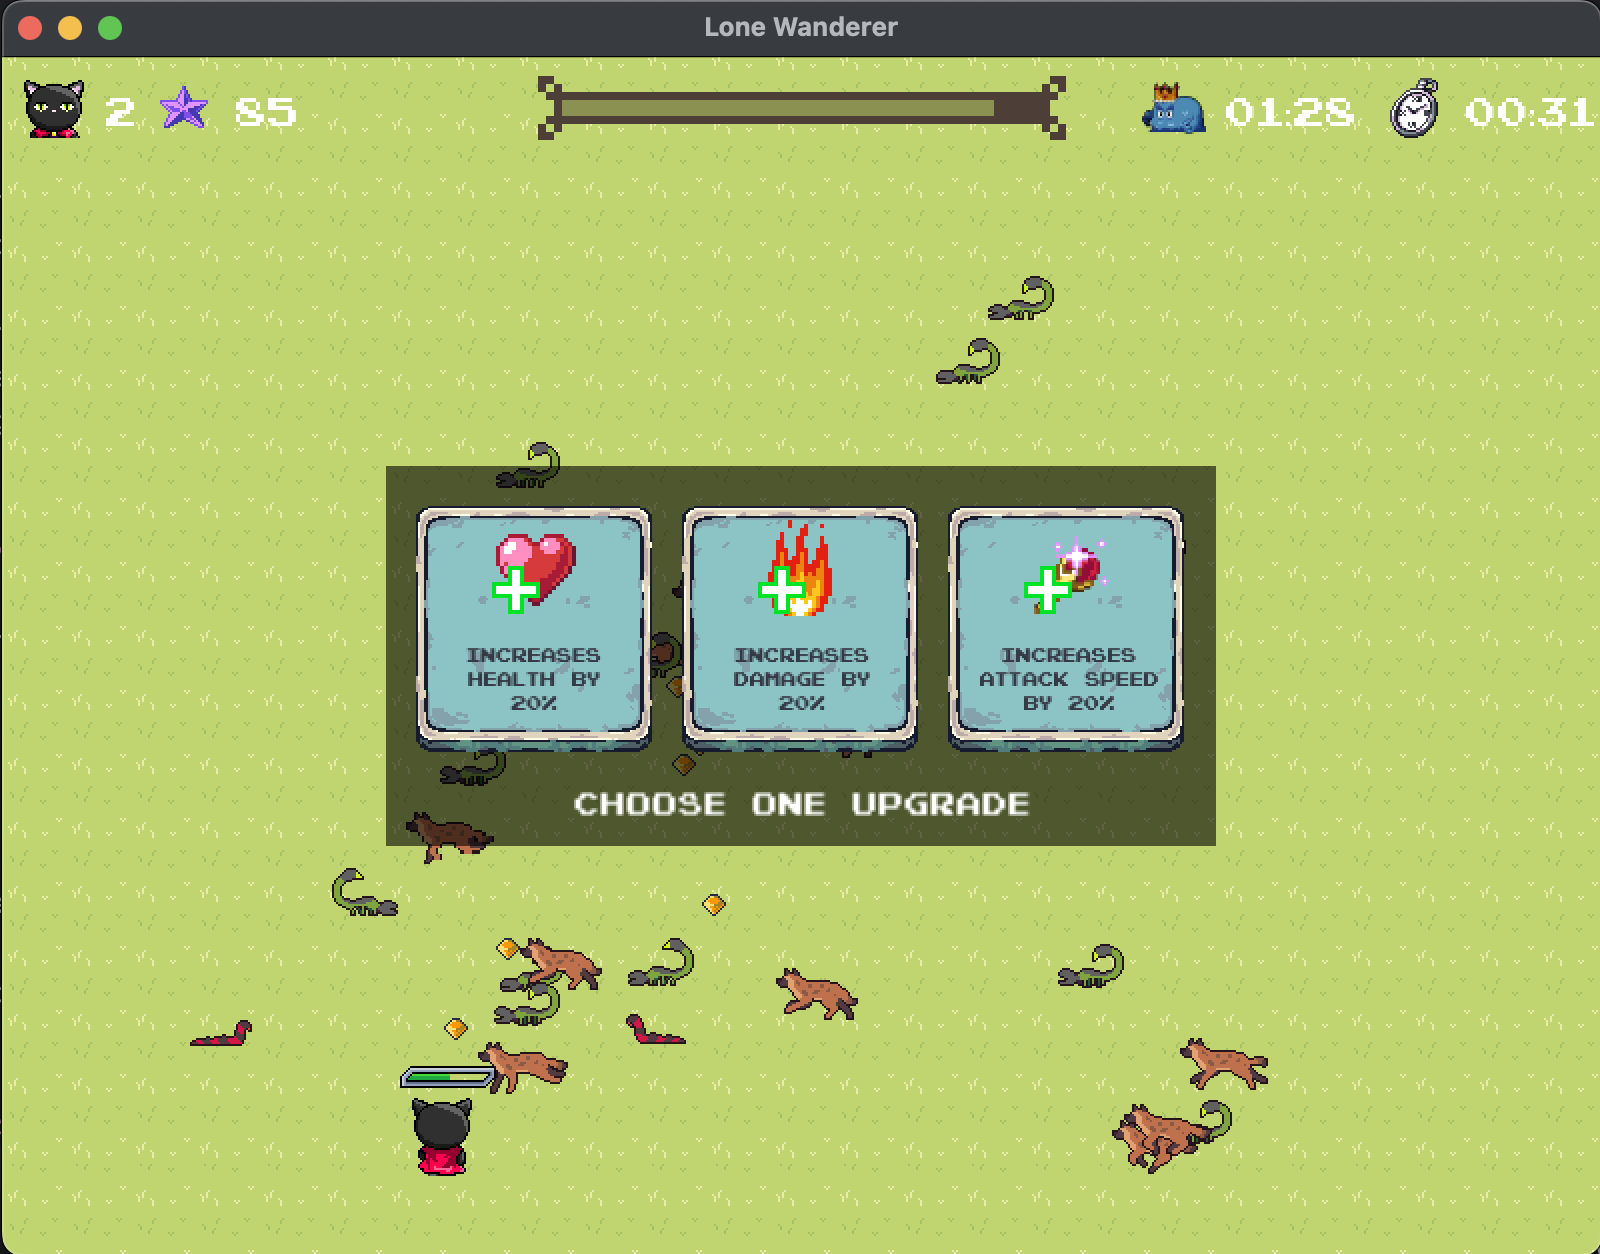 Lone Wanderer
2 85 01:28 00:31
INCREASES
HEALTH BY
20%
INCREASES
DAMAGE BY
20%
INCREASES
ATTACK SPEED
BY 20%
CHOOSE ONE UPGRADE